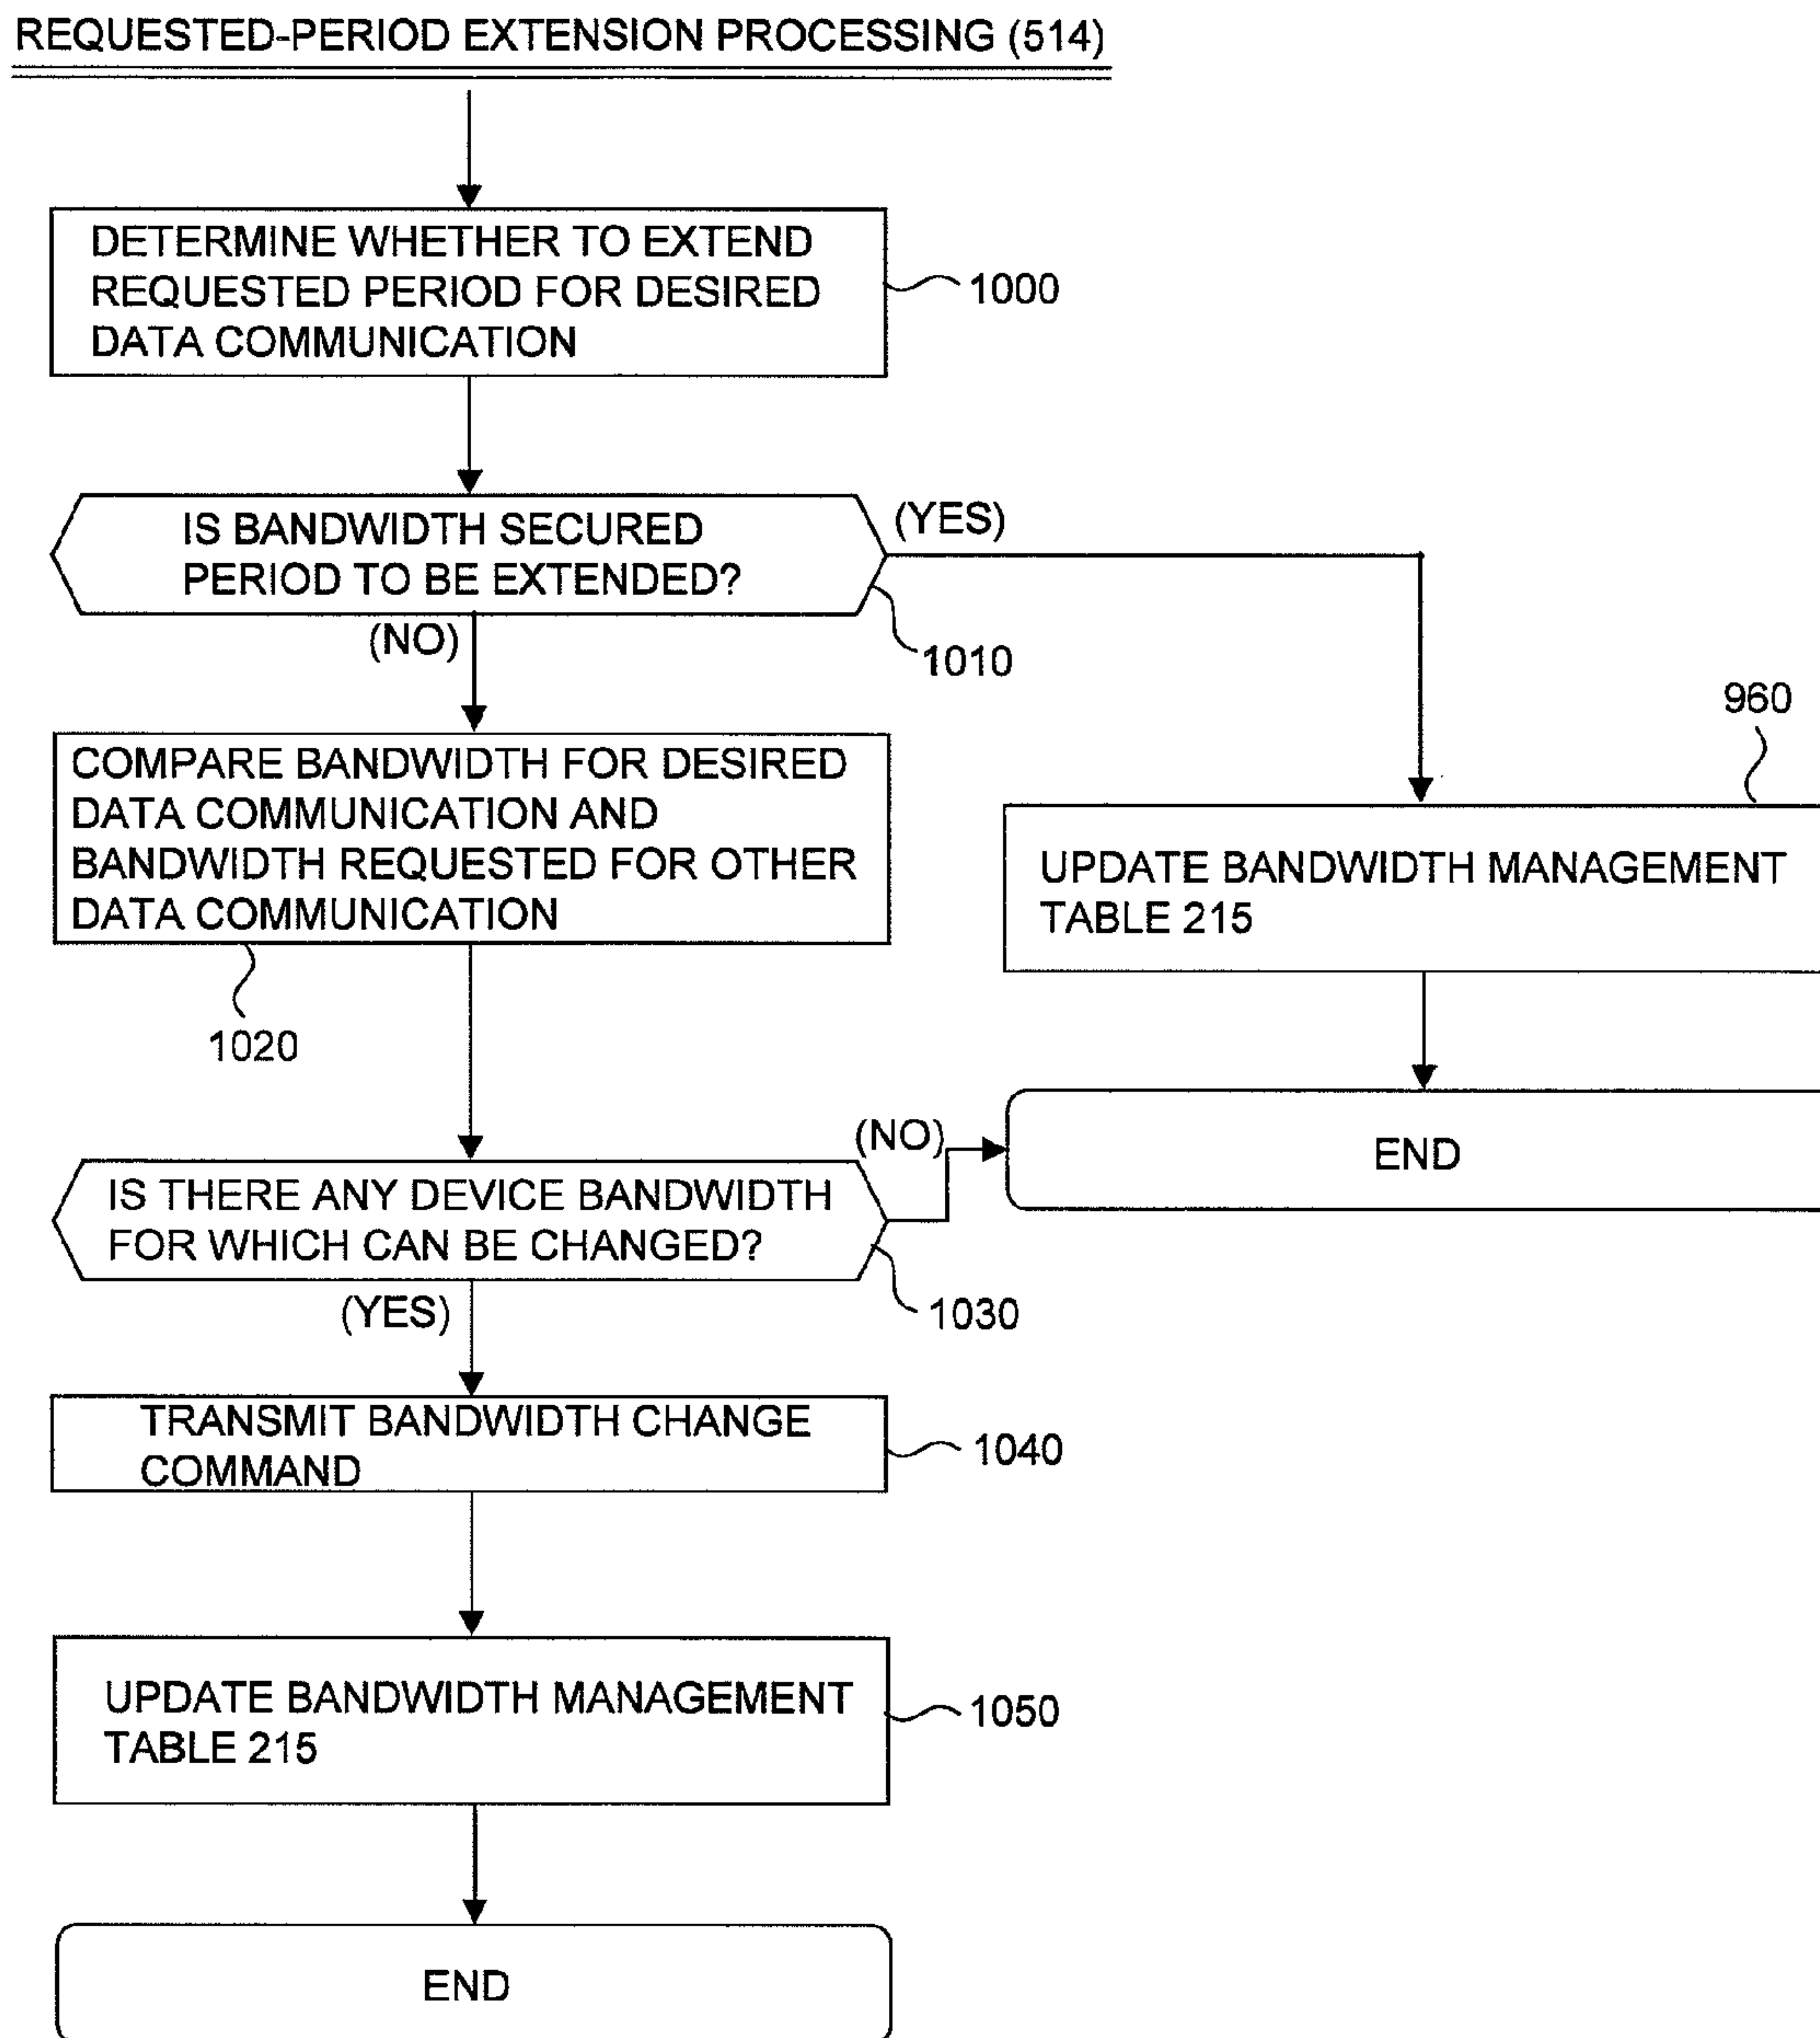 REQUESTED-PERIOD EXTENSION PROCESSING (514)
DETERMINE WHETHER TO EXTEND
REQUESTED PERIOD FOR DESIRED
DATA COMMUNICATION
1000
IS BANDWIDTH SECURED
PERIOD TO BE EXTENDED?
(YES)
(NO)
1010
960
COMPARE BANDWIDTH FOR DESIRED
DATA COMMUNICATION AND
BANDWIDTH REQUESTED FOR OTHER
DATA COMMUNICATION
1020
UPDATE BANDWIDTH MANAGEMENT
TABLE 215
END
(NO)
IS THERE ANY DEVICE BANDWIDTH
FOR WHICH CAN BE CHANGED?
1030
(YES)
TRANSMIT BANDWIDTH CHANGE
COMMAND
1040
UPDATE BANDWIDTH MANAGEMENT
TABLE 215
1050
END